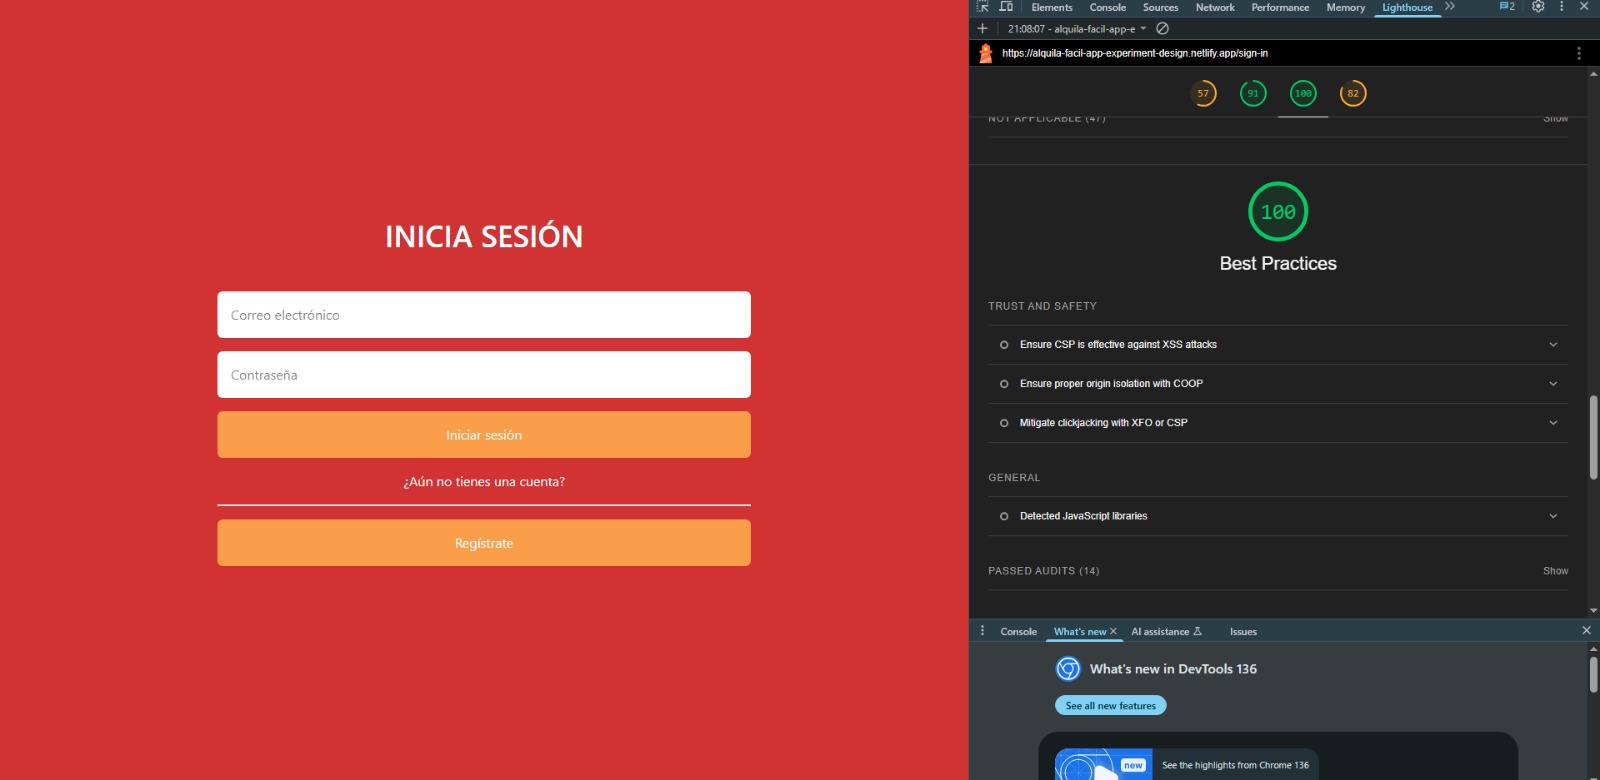 INICIA SESIÓN
Correo electrónico
Contraseña
Iniciar sesión
¿Aún no tienes una cuenta?
Regístrate
Elements Console Sources Network Performance Memory Lighthouse 2
21:08:07 - alquila-facil-app-e
https://alquila-facil-app-experiment-design.netlify.app/sign-in
57 91 100 82
NOT APPLICABLE (47) Show
100
Best Practices
TRUST AND SAFETY
Ensure CSP is effective against XSS attacks
Ensure proper origin isolation with COOP
Mitigate clickjacking with XFO or CSP
GENERAL
Detected JavaScript libraries
PASSED AUDITS (14) Show
Console What's new AI assistance Issues
What's new in DevTools 136
See all new features
new
See the highlights from Chrome 136